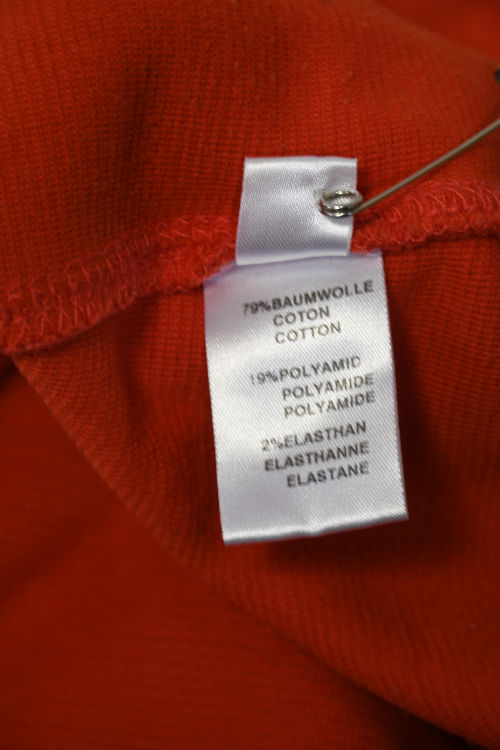 79%BAUMWOLLE
COTON
COTTON
19%POLYAMID
POLYAMIDE
POLYAMIDE
2%ELASTHAN
ELASTHANNE
ELASTANE